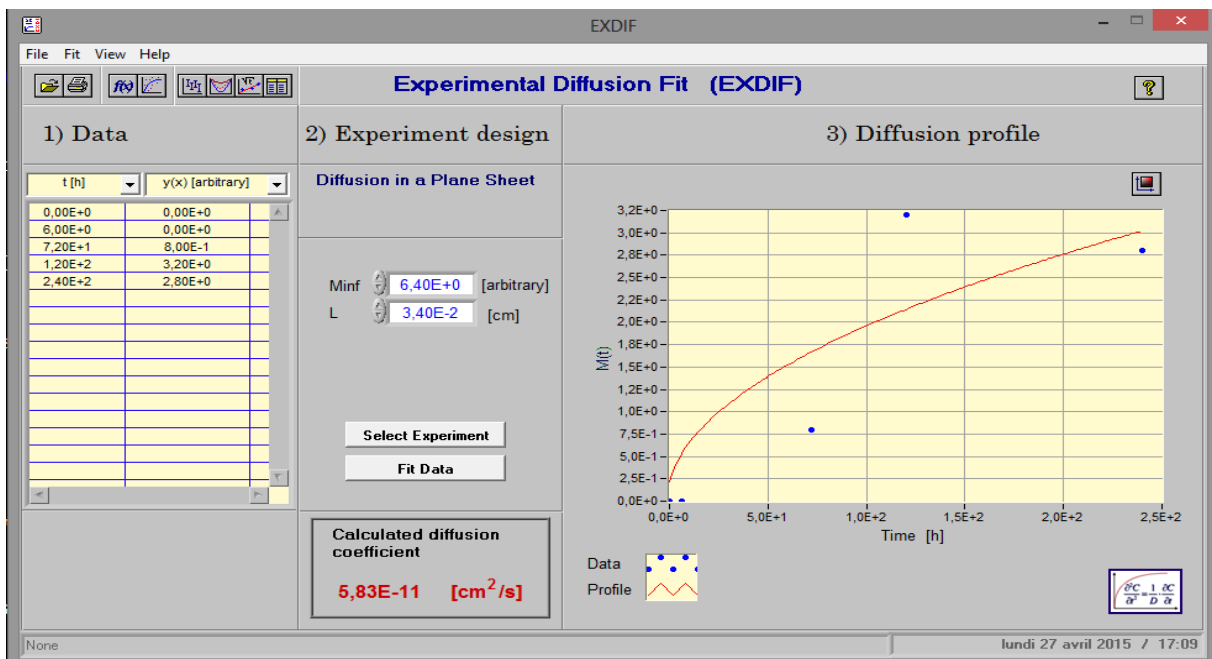 EXDIF
File Fit View Help
Experimental Diffusion Fit (EXDIF)
f(x)
?
1) Data
2) Experiment design
3) Diffusion profile
t [h] y(x) [arbitrary]
0,00E+0 0,00E+0
6,00E+0 0,00E+0
7,20E+1 8,00E-1
1,20E+2 3,20E+0
2,40E+2 2,80E+0
Diffusion in a Plane Sheet
Minf 6,40E+0 [arbitrary]
L 3,40E-2 [cm]
Select Experiment
Fit Data
Calculated diffusion
coefficient
5,83E-11 [cm²/s]
3,2E+0
3,0E+0
2,8E+0
2,5E+0
2,2E+0
2,0E+0
1,8E+0
1,5E+0
1,2E+0
1,0E+0
7,5E-1
5,0E-1
2,5E-1
0,0E+0
M(t)
0,0E+0 5,0E+1 1,0E+2 1,5E+2 2,0E+2 2,5E+2
Time [h]
Data
Profile
∂²C/∂r² = 1/D ∂C/∂t
None
lundi 27 avril 2015 / 17:09